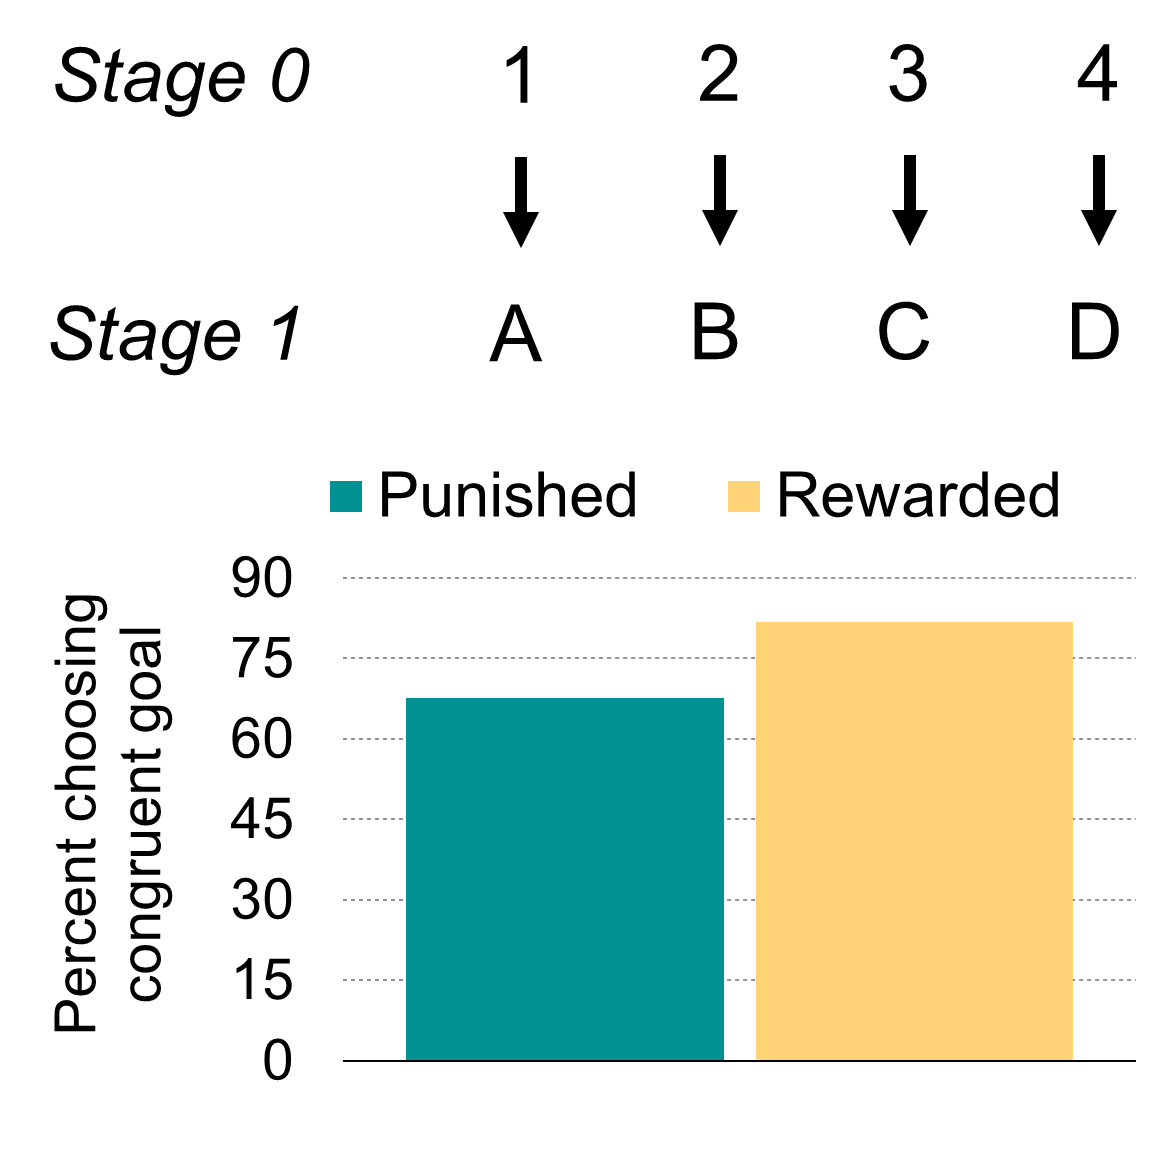 Stage 0 1 2 3 4
Stage 1 A B C D
Punished Rewarded
Percent choosing
congruent goal
90
75
60
45
30
15
0